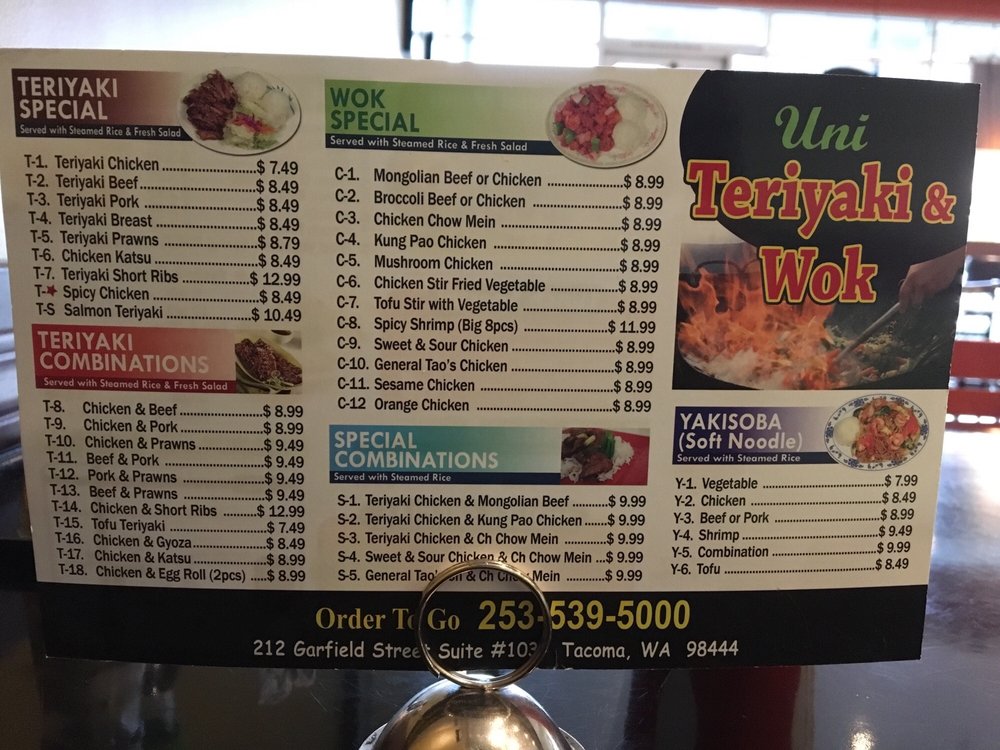 TERIYAKI
SPECIAL
Served with Steamed Rice & Fresh Salad
T-1. Teriyaki Chicken ........................$ 7.49
T-2. Teriyaki Beef.............................$ 8.49
T-3. Teriyaki Pork ............................$ 8.49
T-4. Teriyaki Breast .........................$ 8.49
T-5. Teriyaki Prawns .......................$ 8.79
T-6. Chicken Katsu ..........................$ 8.49
T-7. Teriyaki Short Ribs .................$ 12.99
T-★ Spicy Chicken ..........................$ 8.49
T-S Salmon Teriyaki .....................$ 10.49
TERIYAKI
COMBINATIONS
Served with Steamed Rice & Fresh Salad
T-8. Chicken & Beef .....................$ 8.99
T-9. Chicken & Pork .....................$ 8.99
T-10. Chicken & Prawns ................$ 9.49
T-11. Beef & Pork .........................$ 9.49
T-12. Pork & Prawns .....................$ 9.49
T-13. Beef & Prawns .....................$ 9.49
T-14. Chicken & Short Ribs .........$ 12.99
T-15. Tofu Teriyaki ........................$ 7.49
T-16. Chicken & Gyoza...................$ 8.49
T-17. Chicken & Katsu ...................$ 8.99
T-18. Chicken & Egg Roll (2pcs) ....$ 8.99
WOK
SPECIAL
Served with Steamed Rice & Fresh Salad
C-1. Mongolian Beef or Chicken ....................$ 8.99
C-2. Broccoli Beef or Chicken ........................$ 8.99
C-3. Chicken Chow Mein ................................$ 8.99
C-4. Kung Pao Chicken ..................................$ 8.99
C-5. Mushroom Chicken ................................$ 8.99
C-6. Chicken Stir Fried Vegetable ..................$ 8.99
C-7. Tofu Stir with Vegetable .........................$ 8.99
C-8. Spicy Shrimp (Big 8pcs) .......................$ 11.99
C-9. Sweet & Sour Chicken ...........................$ 8.99
C-10. General Tao's Chicken ..........................$ 8.99
C-11. Sesame Chicken ...................................$ 8.99
C-12 Orange Chicken ....................................$ 8.99
SPECIAL
COMBINATIONS
Served with Steamed Rice
S-1. Teriyaki Chicken & Mongolian Beef ........$ 9.99
S-2. Teriyaki Chicken & Kung Pao Chicken .....$ 9.99
S-3. Teriyaki Chicken & Ch Chow Mein .........$ 9.99
S-4. Sweet & Sour Chicken & Ch Chow Mein ...$ 9.99
S-5. General Tao' & Ch Chow Mein ..........$ 9.99
Uni
Teriyaki &
Wok
YAKISOBA
(Soft Noodle)
Served with Steamed Rice
Y-1. Vegetable ...............................$ 7.99
Y-2. Chicken ..................................$ 8.49
Y-3. Beef or Pork ...........................$ 8.99
Y-4. Shrimp....................................$ 9.49
Y-5. Combination ..........................$ 9.99
Y-6. Tofu .......................................$ 8.49
Order To Go 253-539-5000
212 Garfield Street Suite #103 Tacoma, WA 98444